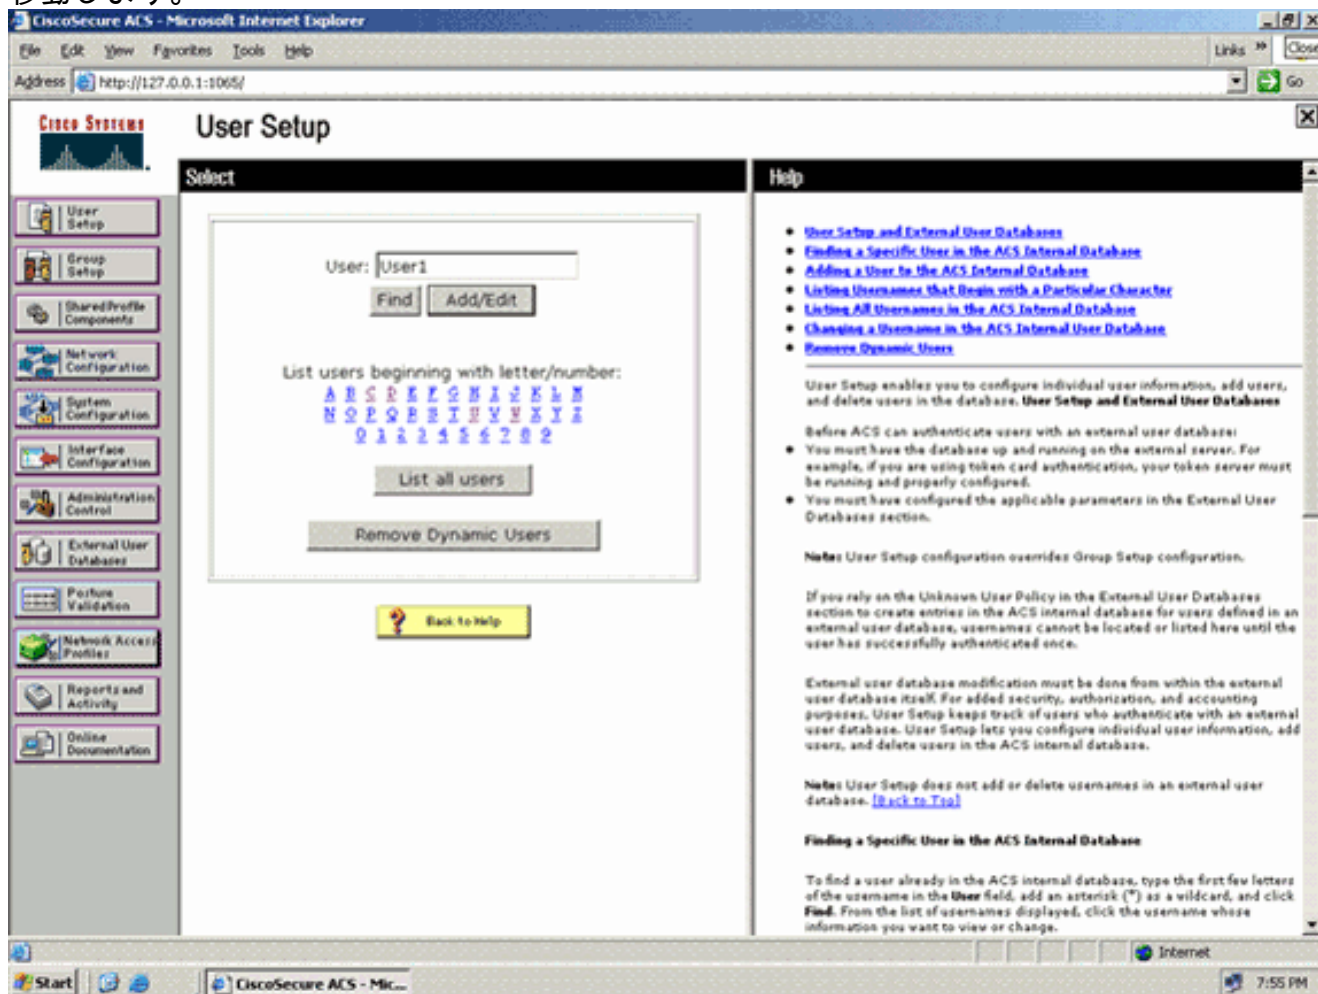 移動します。
CiscoSecure ACS - Microsoft Internet Explorer
File Edit View Favorites Tools Help
Links » Close
Address http://127.0.0.1:1065/
Go
CISCO SYSTEMS
User Setup
Select
Help
User Setup
Group Setup
Shared Profile Components
Network Configuration
System Configuration
Interface Configuration
Administration Control
External User Databases
Posture Validation
Network Access Profiles
Reports and Activity
Online Documentation
User: User1
Find Add/Edit
List users beginning with letter/number:
A B C D E F G H I J K L M
N O P Q R S T U V W X Y Z
0 1 2 3 4 5 6 7 8 9
List all users
Remove Dynamic Users
Back to Help
User Setup and External User Databases
Finding a Specific User in the ACS Internal Database
Adding a User to the ACS Internal Database
Listing Usernames that Begin with a Particular Character
Listing All Usernames in the ACS Internal Database
Changing a Username in the ACS Internal User Database
Remove Dynamic Users
User Setup enables you to configure individual user information, add users,
and delete users in the database. User Setup and External User Databases
Before ACS can authenticate users with an external user database:
You must have the database up and running on the external server. For
example, if you are using token card authentication, your token server must
be running and properly configured.
You must have configured the applicable parameters in the External User
Databases section.
Note: User Setup configuration overrides Group Setup configuration.
If you rely on the Unknown User Policy in the External User Databases
section to create entries in the ACS internal database for users defined in an
external user database, usernames cannot be located or listed here until the
user has successfully authenticated once.
External user database modification must be done from within the external
user database itself. For added security, authorization, and accounting
purposes, User Setup keeps track of users who authenticate with an external
user database. User Setup lets you configure individual user information, add
users, and delete users in the ACS internal database.
Note: User Setup does not add or delete usernames in an external user
database. [Back to Top]
Finding a Specific User in the ACS Internal Database
To find a user already in the ACS internal database, type the first few letters
of the username in the User field, add an asterisk (*) as a wildcard, and click
Find. From the list of usernames displayed, click the username whose
information you want to view or change.
Internet
Start
CiscoSecure ACS - Mic...
7:55 PM